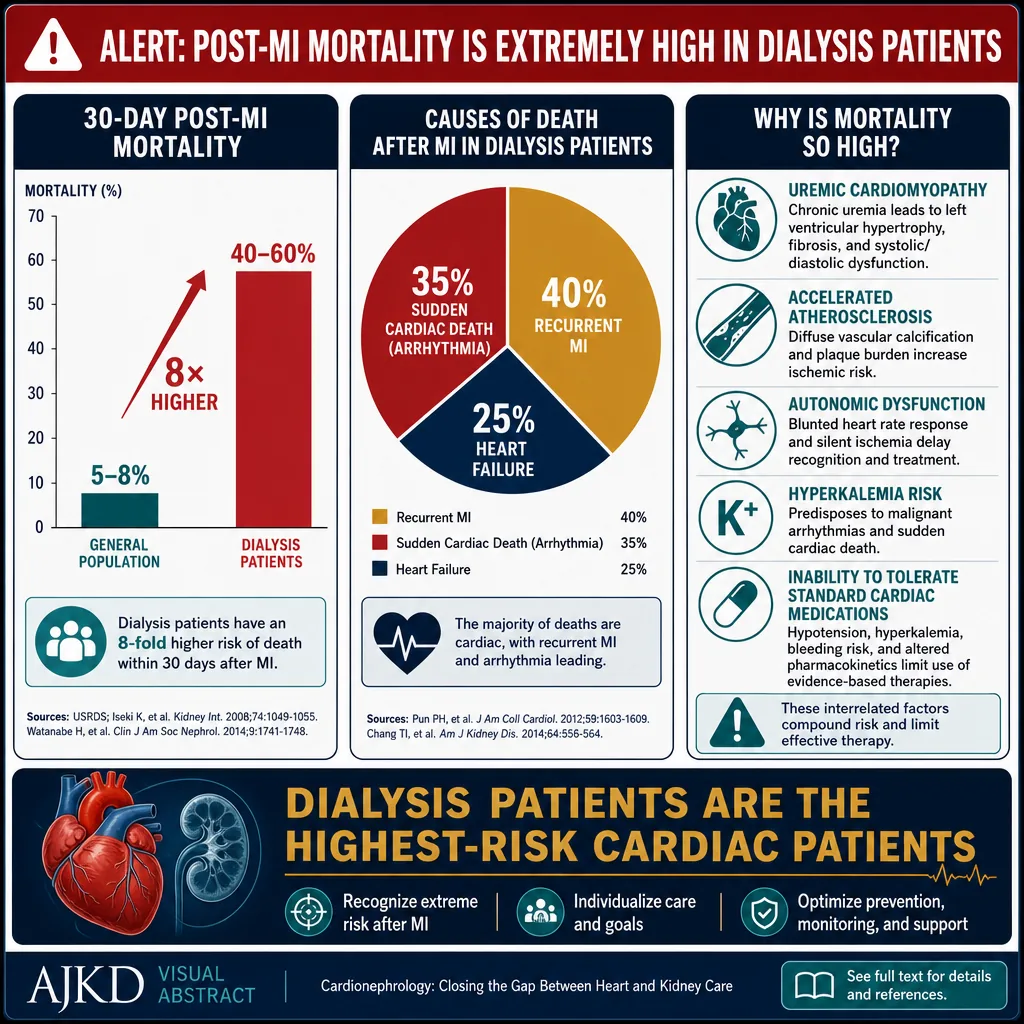 ALERT: POST-MI MORTALITY IS EXTREMELY HIGH IN DIALYSIS PATIENTS
30-DAY POST-MI
MORTALITY
MORTALITY (%)
70
60
50
40
30
20
10
0
40–60%
8×
HIGHER
5–8%
GENERAL
POPULATION
DIALYSIS
PATIENTS
Dialysis patients have an
8-fold higher risk of death
within 30 days after MI.
Sources: USRDS; Iseki K, et al. Kidney Int. 2008;74:1049-1055.
Watanabe H, et al. Clin J Am Soc Nephrol. 2014;9:1741-1748.
CAUSES OF DEATH
AFTER MI IN DIALYSIS PATIENTS
35%
SUDDEN
CARDIAC DEATH
(ARRHYTHMIA)
40%
RECURRENT
MI
25%
HEART
FAILURE
Recurrent MI 40%
Sudden Cardiac Death (Arrhythmia) 35%
Heart Failure 25%
The majority of deaths are
cardiac, with recurrent MI
and arrhythmia leading.
Sources: Pun PH, et al. J Am Coll Cardiol. 2012;59:1603-1609.
Chang TI, et al. Am J Kidney Dis. 2014;64:556-564.
WHY IS MORTALITY
SO HIGH?
UREMIC CARDIOMYOPATHY
Chronic uremia leads to left
ventricular hypertrophy,
fibrosis, and systolic/
diastolic dysfunction.
ACCELERATED
ATHEROSCLEROSIS
Diffuse vascular calcification
and plaque burden increase
ischemic risk.
AUTONOMIC DYSFUNCTION
Blunted heart rate response
and silent ischemia delay
recognition and treatment.
K+
HYPERKALEMIA RISK
Predisposes to malignant
arrhythmias and sudden
cardiac death.
INABILITY TO TOLERATE
STANDARD CARDIAC
MEDICATIONS
Hypotension, hyperkalemia,
bleeding risk, and altered
pharmacokinetics limit use of
evidence-based therapies.
These interrelated factors
compound risk and limit
effective therapy.
DIALYSIS PATIENTS ARE THE
HIGHEST-RISK CARDIAC PATIENTS
Recognize extreme
risk after MI
Individualize care
and goals
Optimize prevention,
monitoring, and support
AJKD
VISUAL
ABSTRACT
Cardionephrology: Closing the Gap Between Heart and Kidney Care
See full text for details
and references.